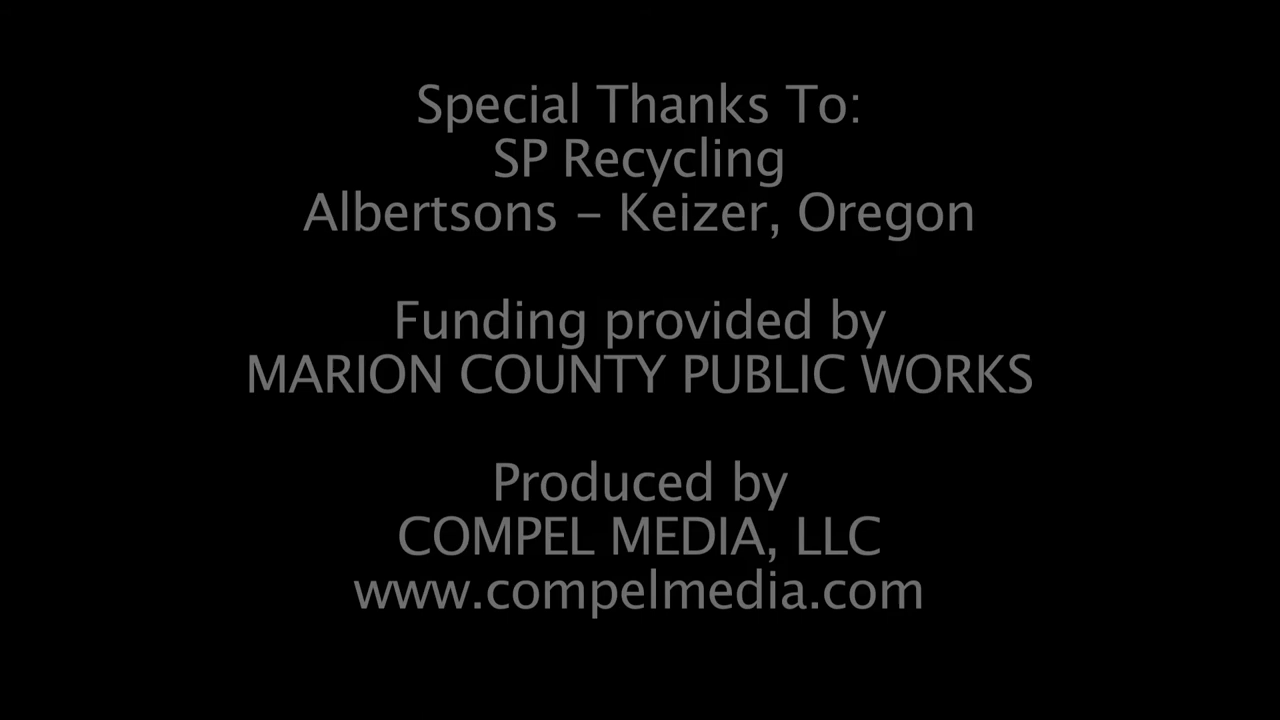 Special Thanks To:
SP Recycling
Albertsons – Keizer, Oregon
Funding provided by
MARION COUNTY PUBLIC WORKS
Produced by
COMPEL MEDIA, LLC
www.compelmedia.com